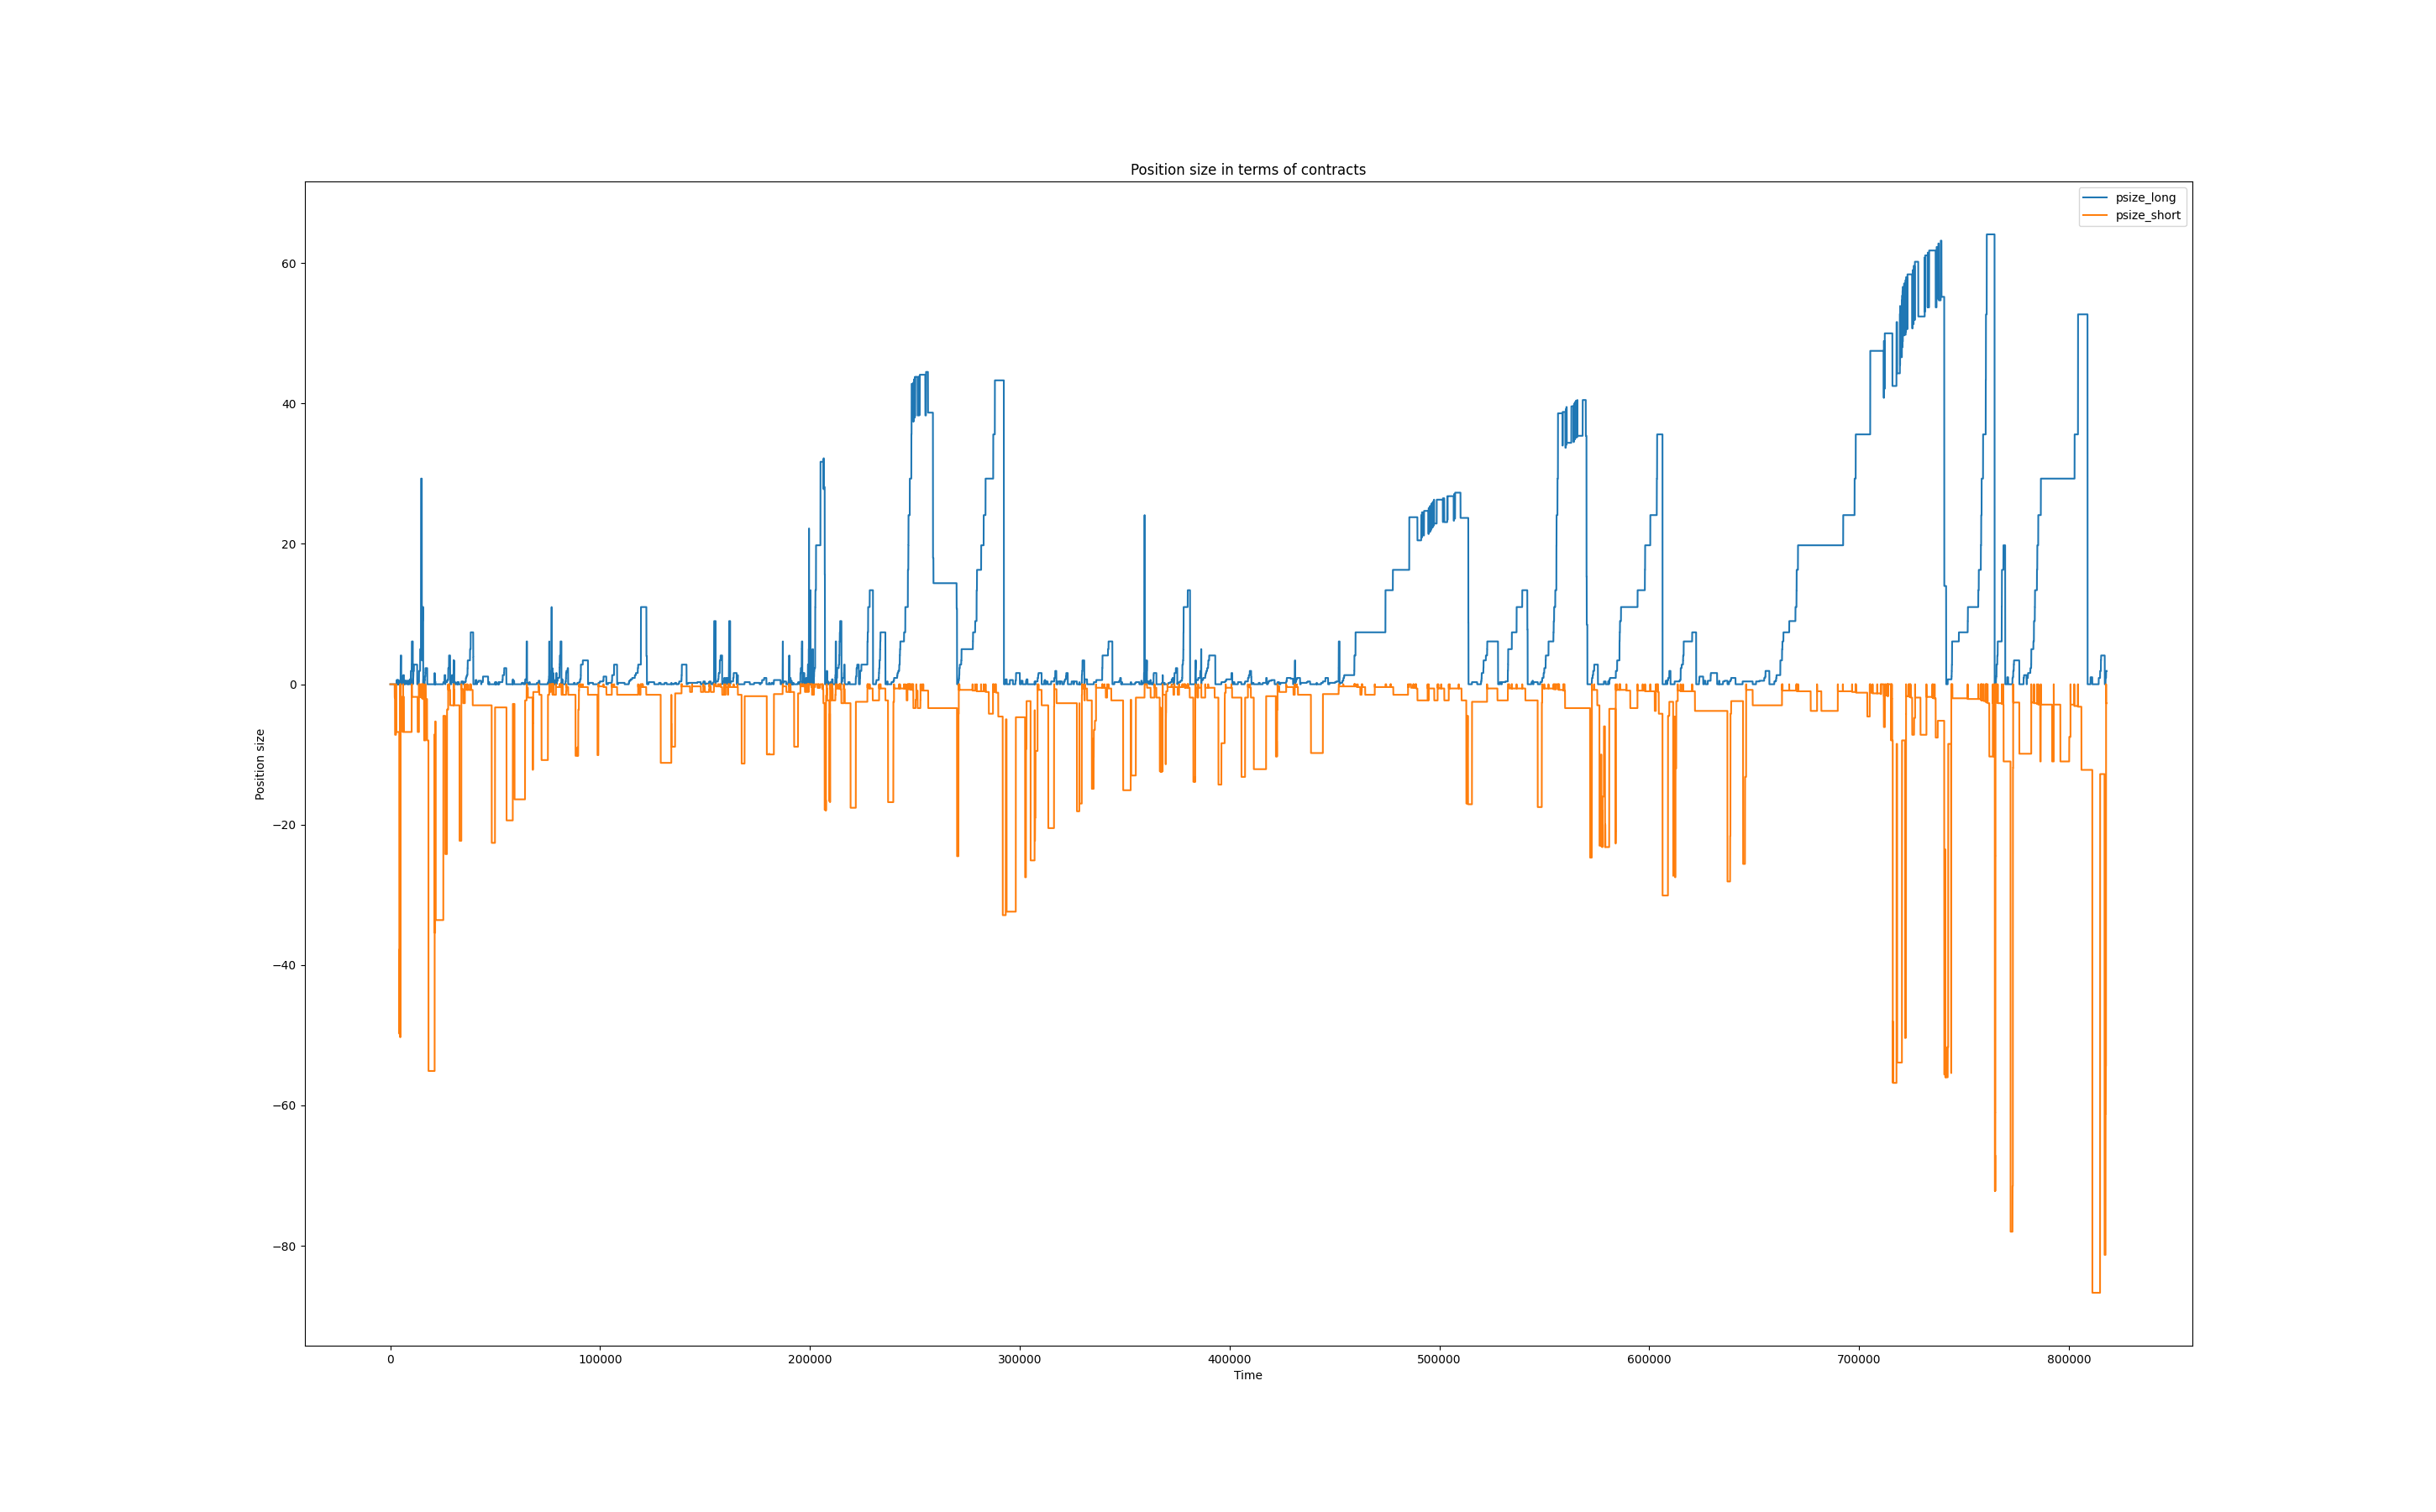 Position size in terms of contracts
psize_long
psize_short
Position size
60
40
20
0
−20
−40
−60
−80
0 100000 200000 300000 400000 500000 600000 700000 800000
Time